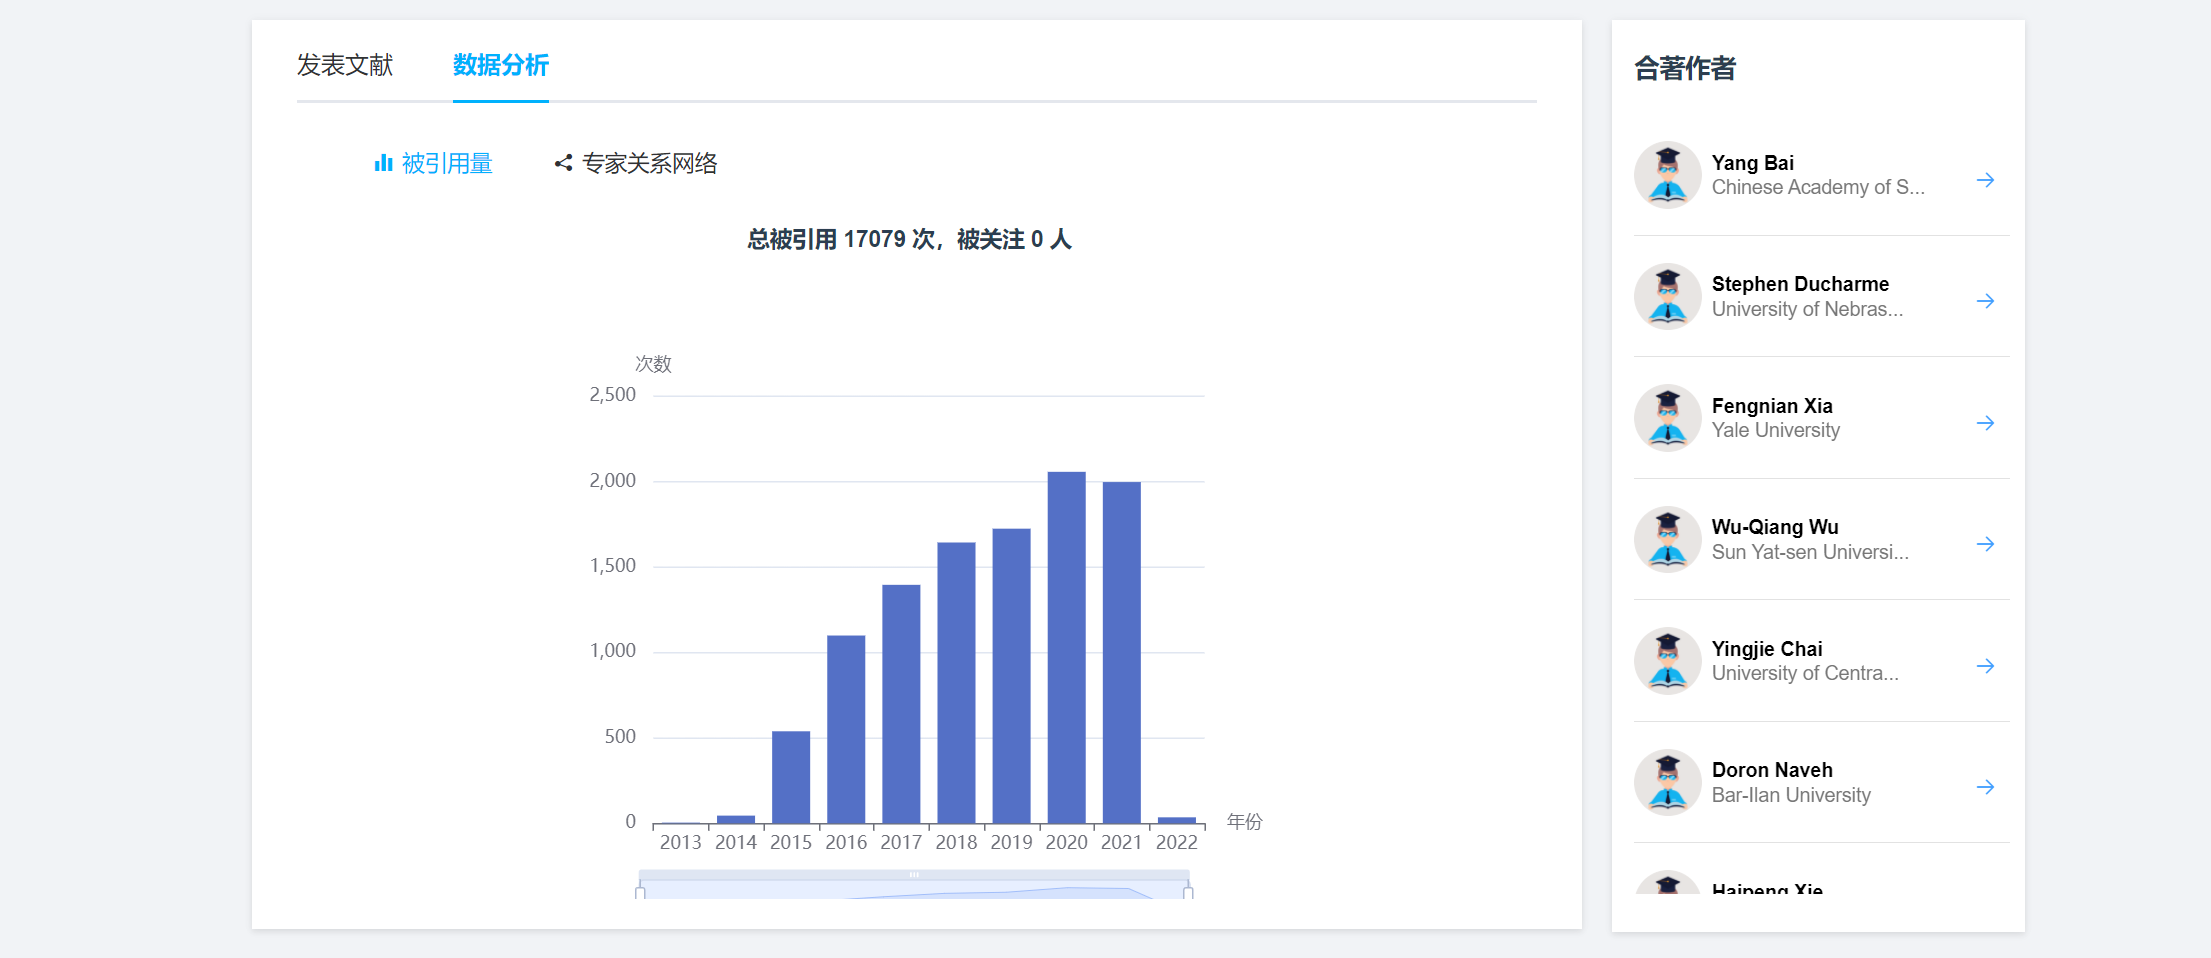 发表文献
数据分析
被引用量
专家关系网络
总被引用 17079 次，被关注 0 人
次数
2,500
2,000
1,500
1,000
500
0
2013 2014 2015 2016 2017 2018 2019 2020 2021 2022
年份
合著作者
Yang Bai
Chinese Academy of S...
Stephen Ducharme
University of Nebras...
Fengnian Xia
Yale University
Wu-Qiang Wu
Sun Yat-sen Universi...
Yingjie Chai
University of Centra...
Doron Naveh
Bar-Ilan University
Haipeng Xie